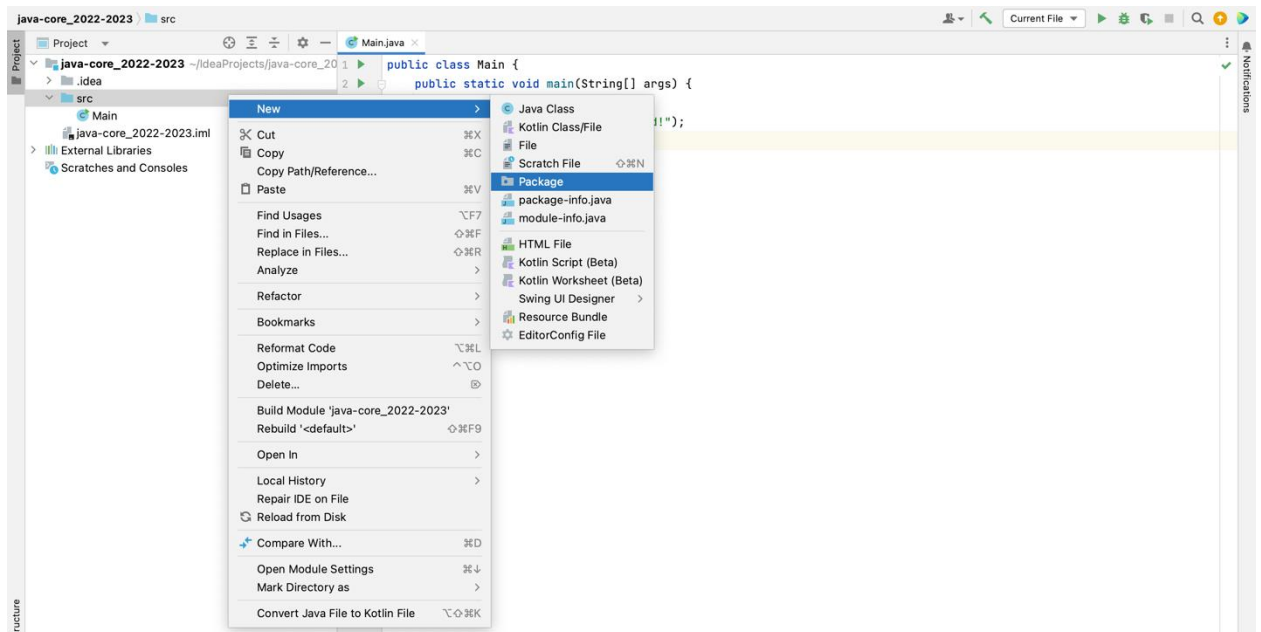 java-core_2022-2023 src
Current File
Project
Main.java
Project
java-core_2022-2023 ~/IdeaProjects/java-core_20
.idea
src
Main
java-core_2022-2023.iml
External Libraries
Scratches and Consoles
1 public class Main {
2 public static void main(String[] args) {
!");
New
Cut ⌘X
Copy ⌘C
Copy Path/Reference...
Paste ⌘V
Find Usages ⌥F7
Find in Files... ⇧⌘F
Replace in Files... ⇧⌘R
Analyze
Refactor
Bookmarks
Reformat Code ⌥⌘L
Optimize Imports ^⌥O
Delete... ⌦
Build Module 'java-core_2022-2023'
Rebuild '<default>' ⇧⌘F9
Open In
Local History
Repair IDE on File
Reload from Disk
Compare With... ⌘D
Open Module Settings ⌘↓
Mark Directory as
Convert Java File to Kotlin File ⌥⇧⌘K
Java Class
Kotlin Class/File
File
Scratch File ⇧⌘N
Package
package-info.java
module-info.java
HTML File
Kotlin Script (Beta)
Kotlin Worksheet (Beta)
Swing UI Designer
Resource Bundle
EditorConfig File
Notifications
ructure